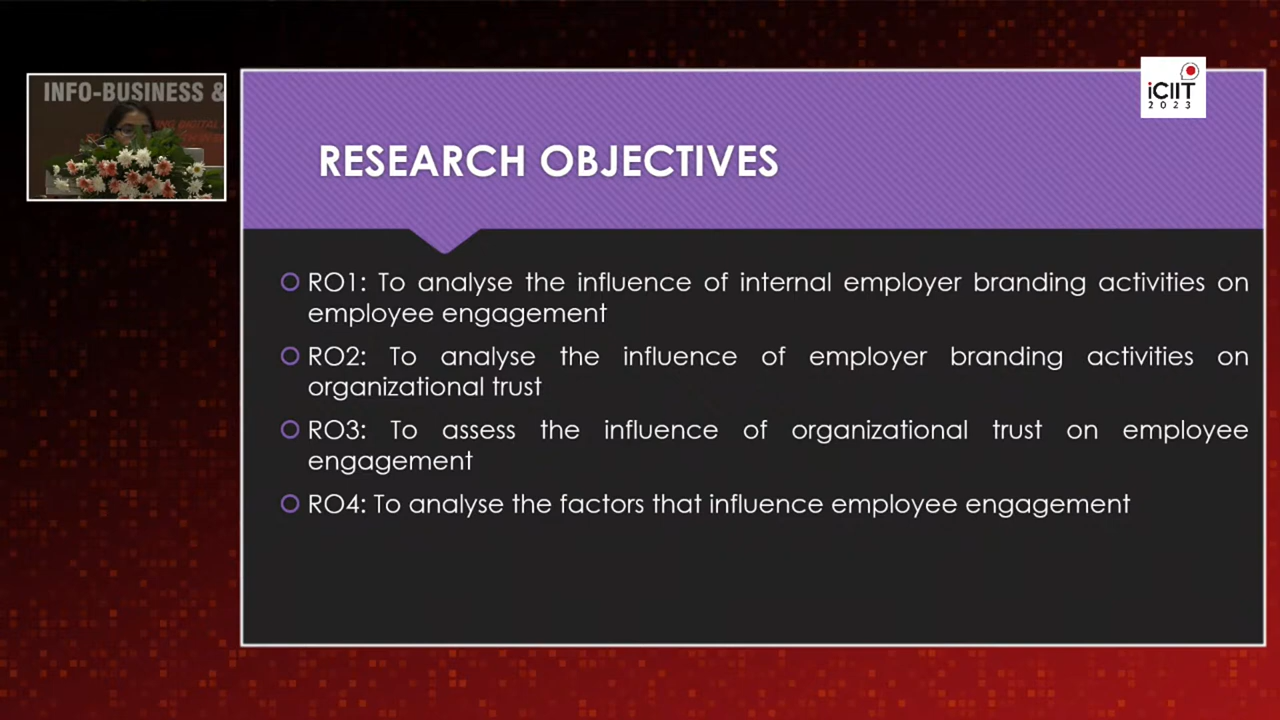 INFO-BUSINESS &
iCIIT
2023
RESEARCH OBJECTIVES
RO1: To analyse the influence of internal employer branding activities on
employee engagement
RO2: To analyse the influence of employer branding activities on
organizational trust
RO3: To assess the influence of organizational trust on employee
engagement
RO4: To analyse the factors that influence employee engagement